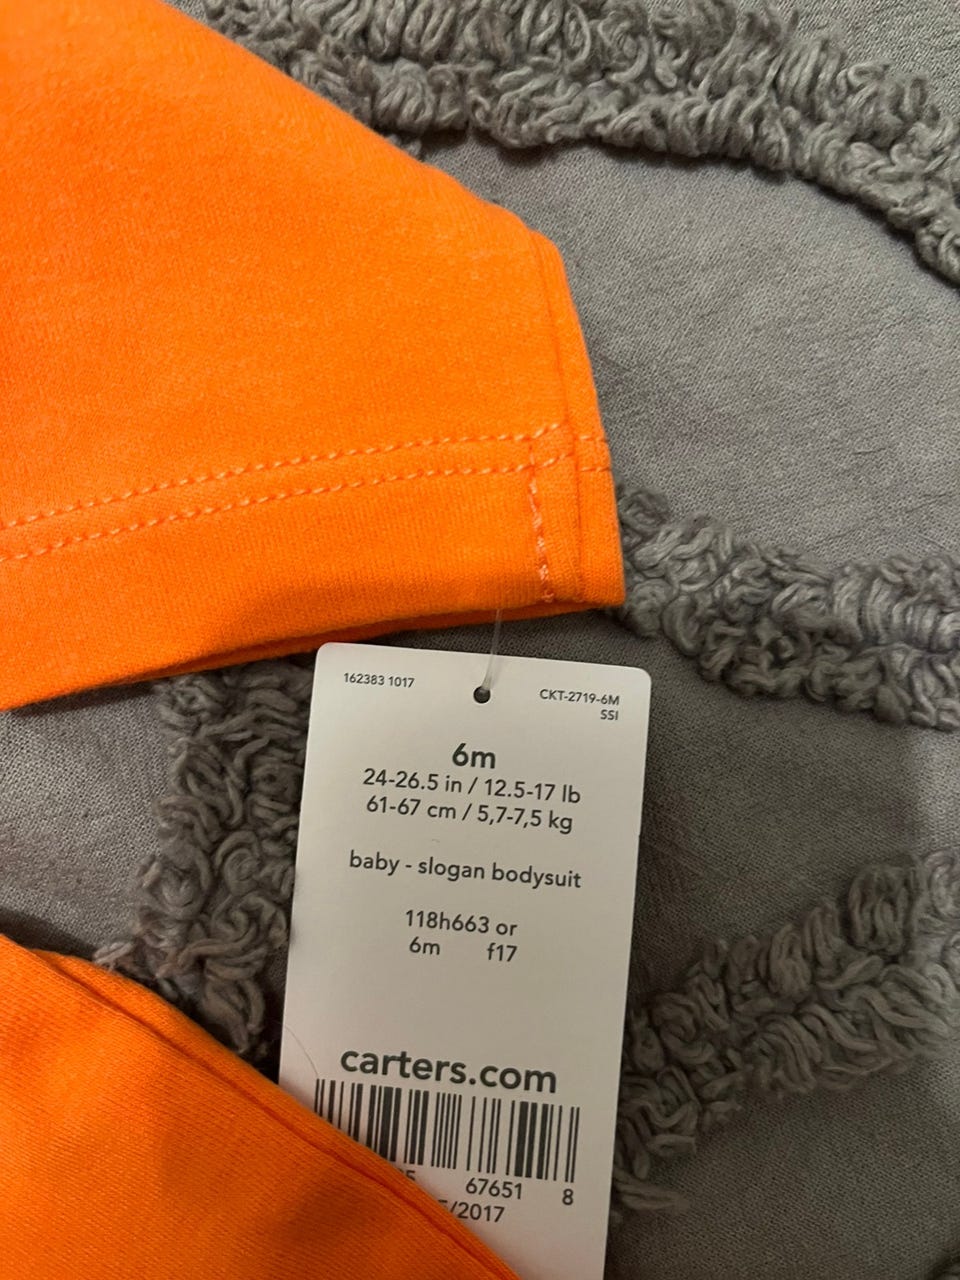 162383 1017
CKT-2719-6M
SSI
6m
24-26.5 in / 12.5-17 lb
61-67 cm / 5,7-7,5 kg
baby - slogan bodysuit
118h663 or
6m f17
carters.com
67651 8
/2017